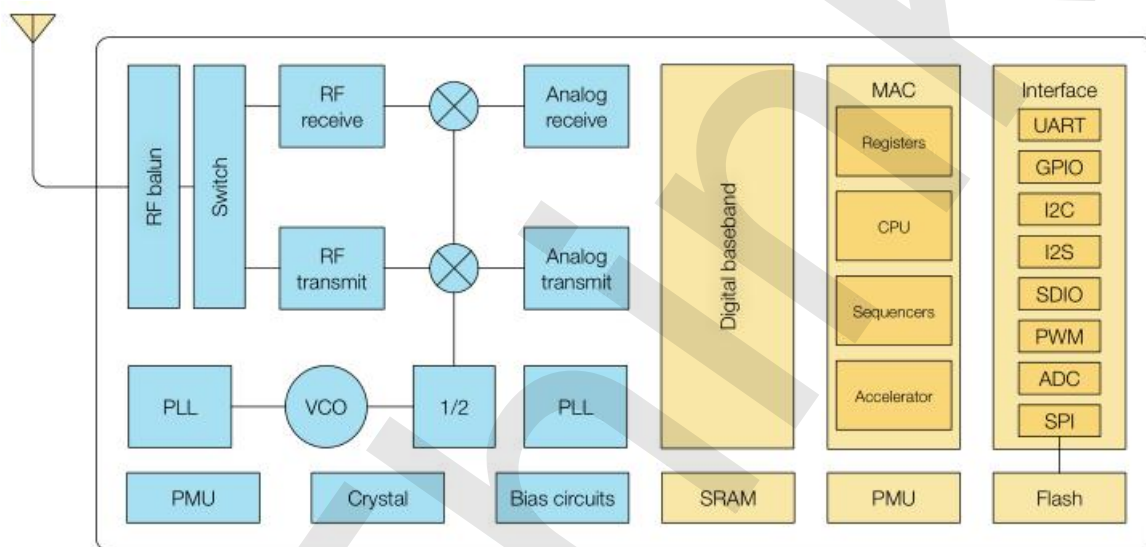 RF balun
Switch
RF
receive
Analog
receive
RF
transmit
Analog
transmit
PLL
VCO
1/2
PLL
PMU
Crystal
Bias circuits
Digital baseband
SRAM
MAC
Registers
CPU
Sequencers
Accelerator
PMU
Interface
UART
GPIO
I2C
I2S
SDIO
PWM
ADC
SPI
Flash